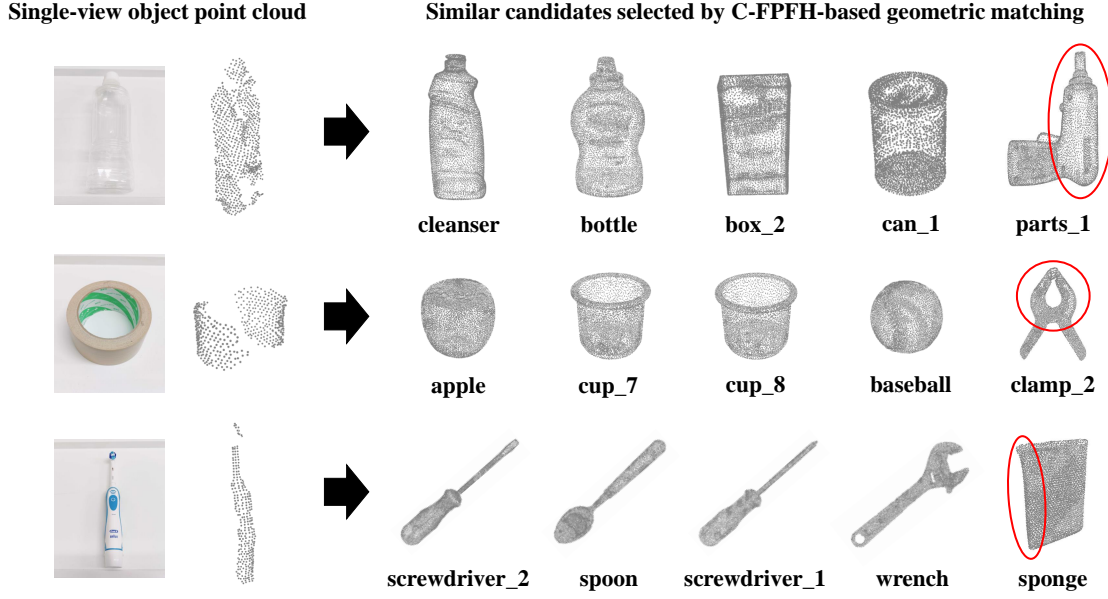 Single-view object point cloud
Similar candidates selected by C-FPFH-based geometric matching
cleanser
bottle
box_2
can_1
parts_1
apple
cup_7
cup_8
baseball
clamp_2
screwdriver_2
spoon
screwdriver_1
wrench
sponge